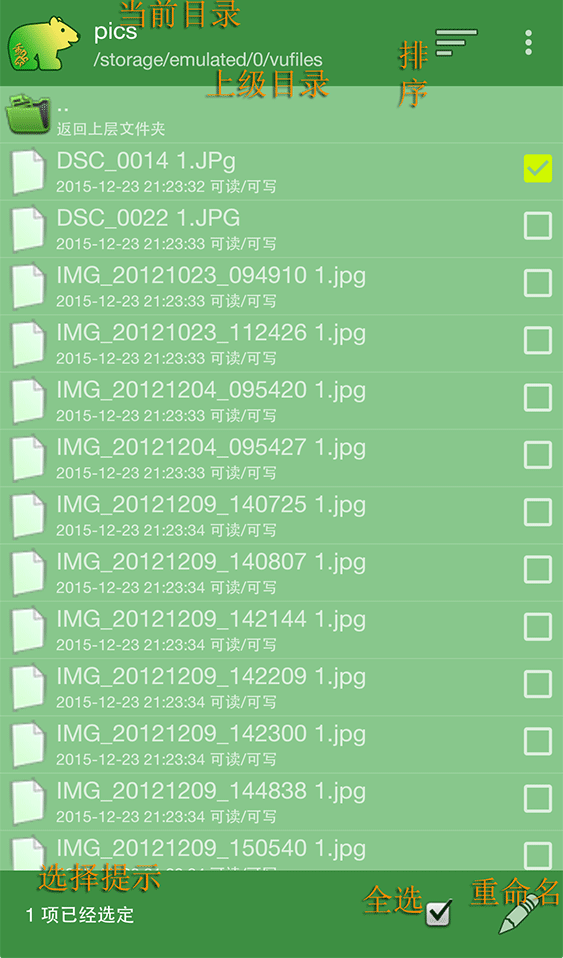 当前目录
pics
/storage/emulated/0/vufiles
上级目录
排序
..
返回上层文件夹
DSC_0014 1.JPg
2015-12-23 21:23:32 可读/可写
DSC_0022 1.JPG
2015-12-23 21:23:33 可读/可写
IMG_20121023_094910 1.jpg
2015-12-23 21:23:33 可读/可写
IMG_20121023_112426 1.jpg
2015-12-23 21:23:33 可读/可写
IMG_20121204_095420 1.jpg
2015-12-23 21:23:33 可读/可写
IMG_20121204_095427 1.jpg
2015-12-23 21:23:33 可读/可写
IMG_20121209_140725 1.jpg
2015-12-23 21:23:34 可读/可写
IMG_20121209_140807 1.jpg
2015-12-23 21:23:34 可读/可写
IMG_20121209_142144 1.jpg
2015-12-23 21:23:34 可读/可写
IMG_20121209_142209 1.jpg
2015-12-23 21:23:34 可读/可写
IMG_20121209_142300 1.jpg
2015-12-23 21:23:34 可读/可写
IMG_20121209_144838 1.jpg
2015-12-23 21:23:34 可读/可写
IMG_20121209_150540 1.jpg
选择提示
1 项已经选定
全选
重命名